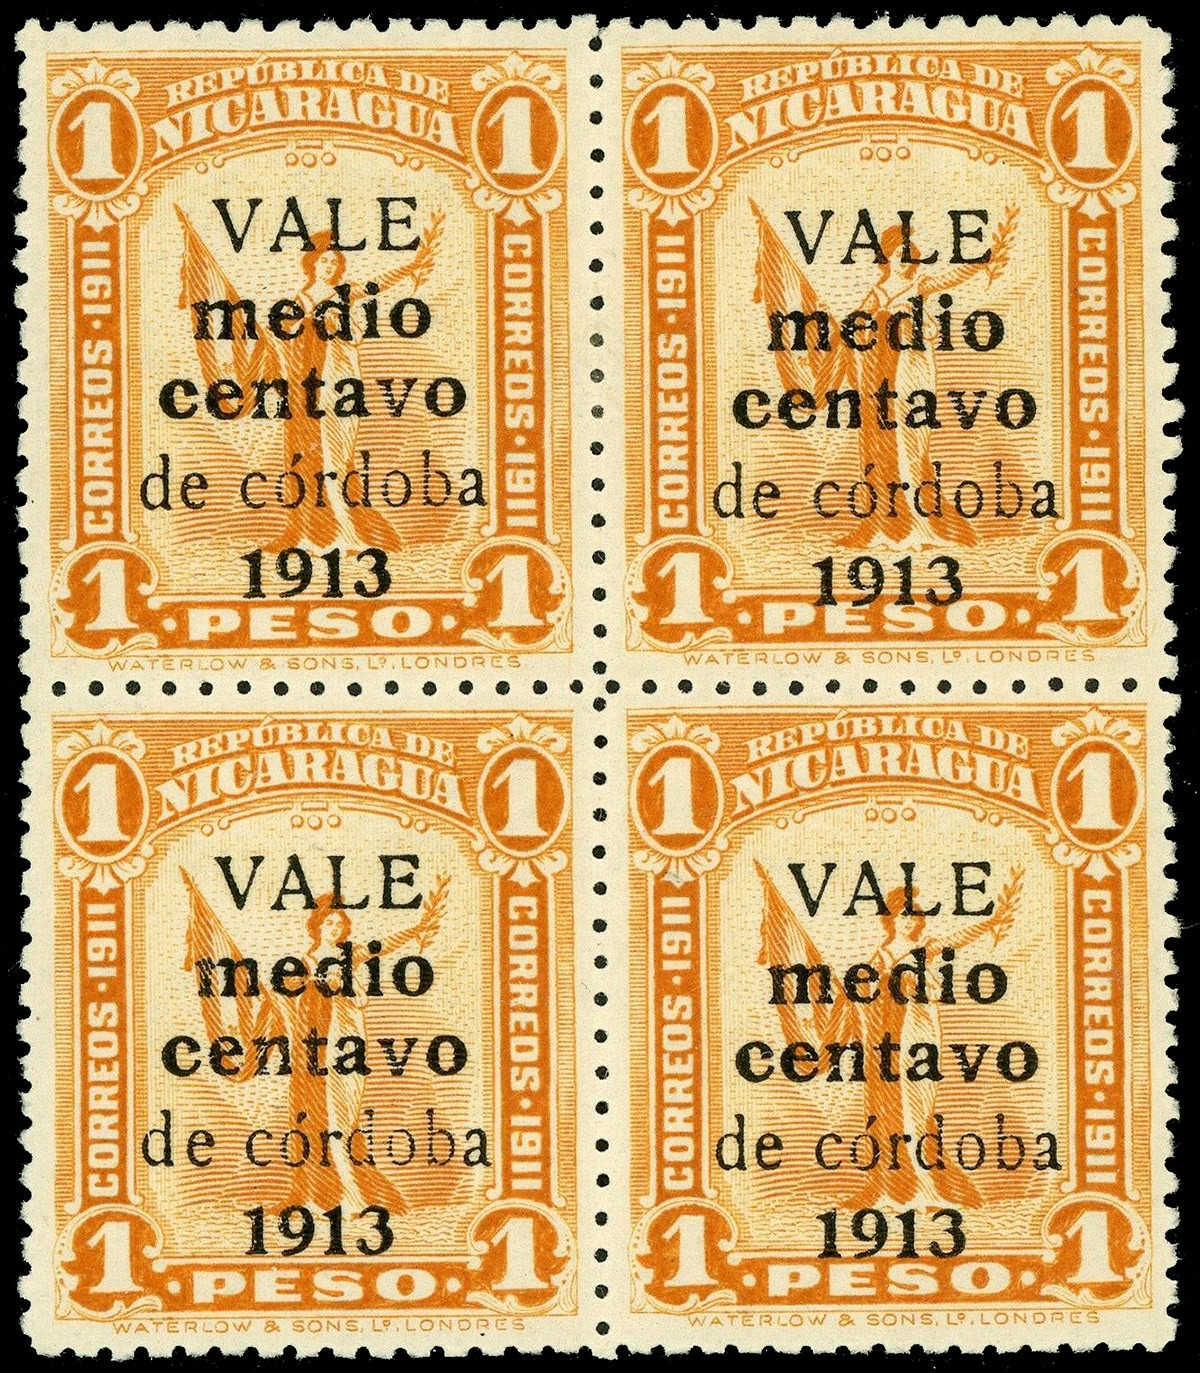 1 REPÚBLICA DE 1
NICARAGUA
CORREOS·1911
CORREOS·1911
VALE
medio
centavo
de córdoba
1913
1 ·PESO· 1
WATERLOW & SONS, Lᴰ, LONDRES
1 REPÚBLICA DE 1
NICARAGUA
CORREOS·1911
CORREOS·1911
VALE
medio
centavo
de córdoba
1913
1 ·PESO· 1
WATERLOW & SONS, Lᴰ, LONDRES
1 REPÚBLICA DE 1
NICARAGUA
CORREOS·1911
CORREOS·1911
VALE
medio
centavo
de córdoba
1913
1 ·PESO· 1
WATERLOW & SONS, Lᴰ, LONDRES
1 REPÚBLICA DE 1
NICARAGUA
CORREOS·1911
CORREOS·1911
VALE
medio
centavo
de córdoba
1913
1 ·PESO· 1
WATERLOW & SONS, Lᴰ, LONDRES